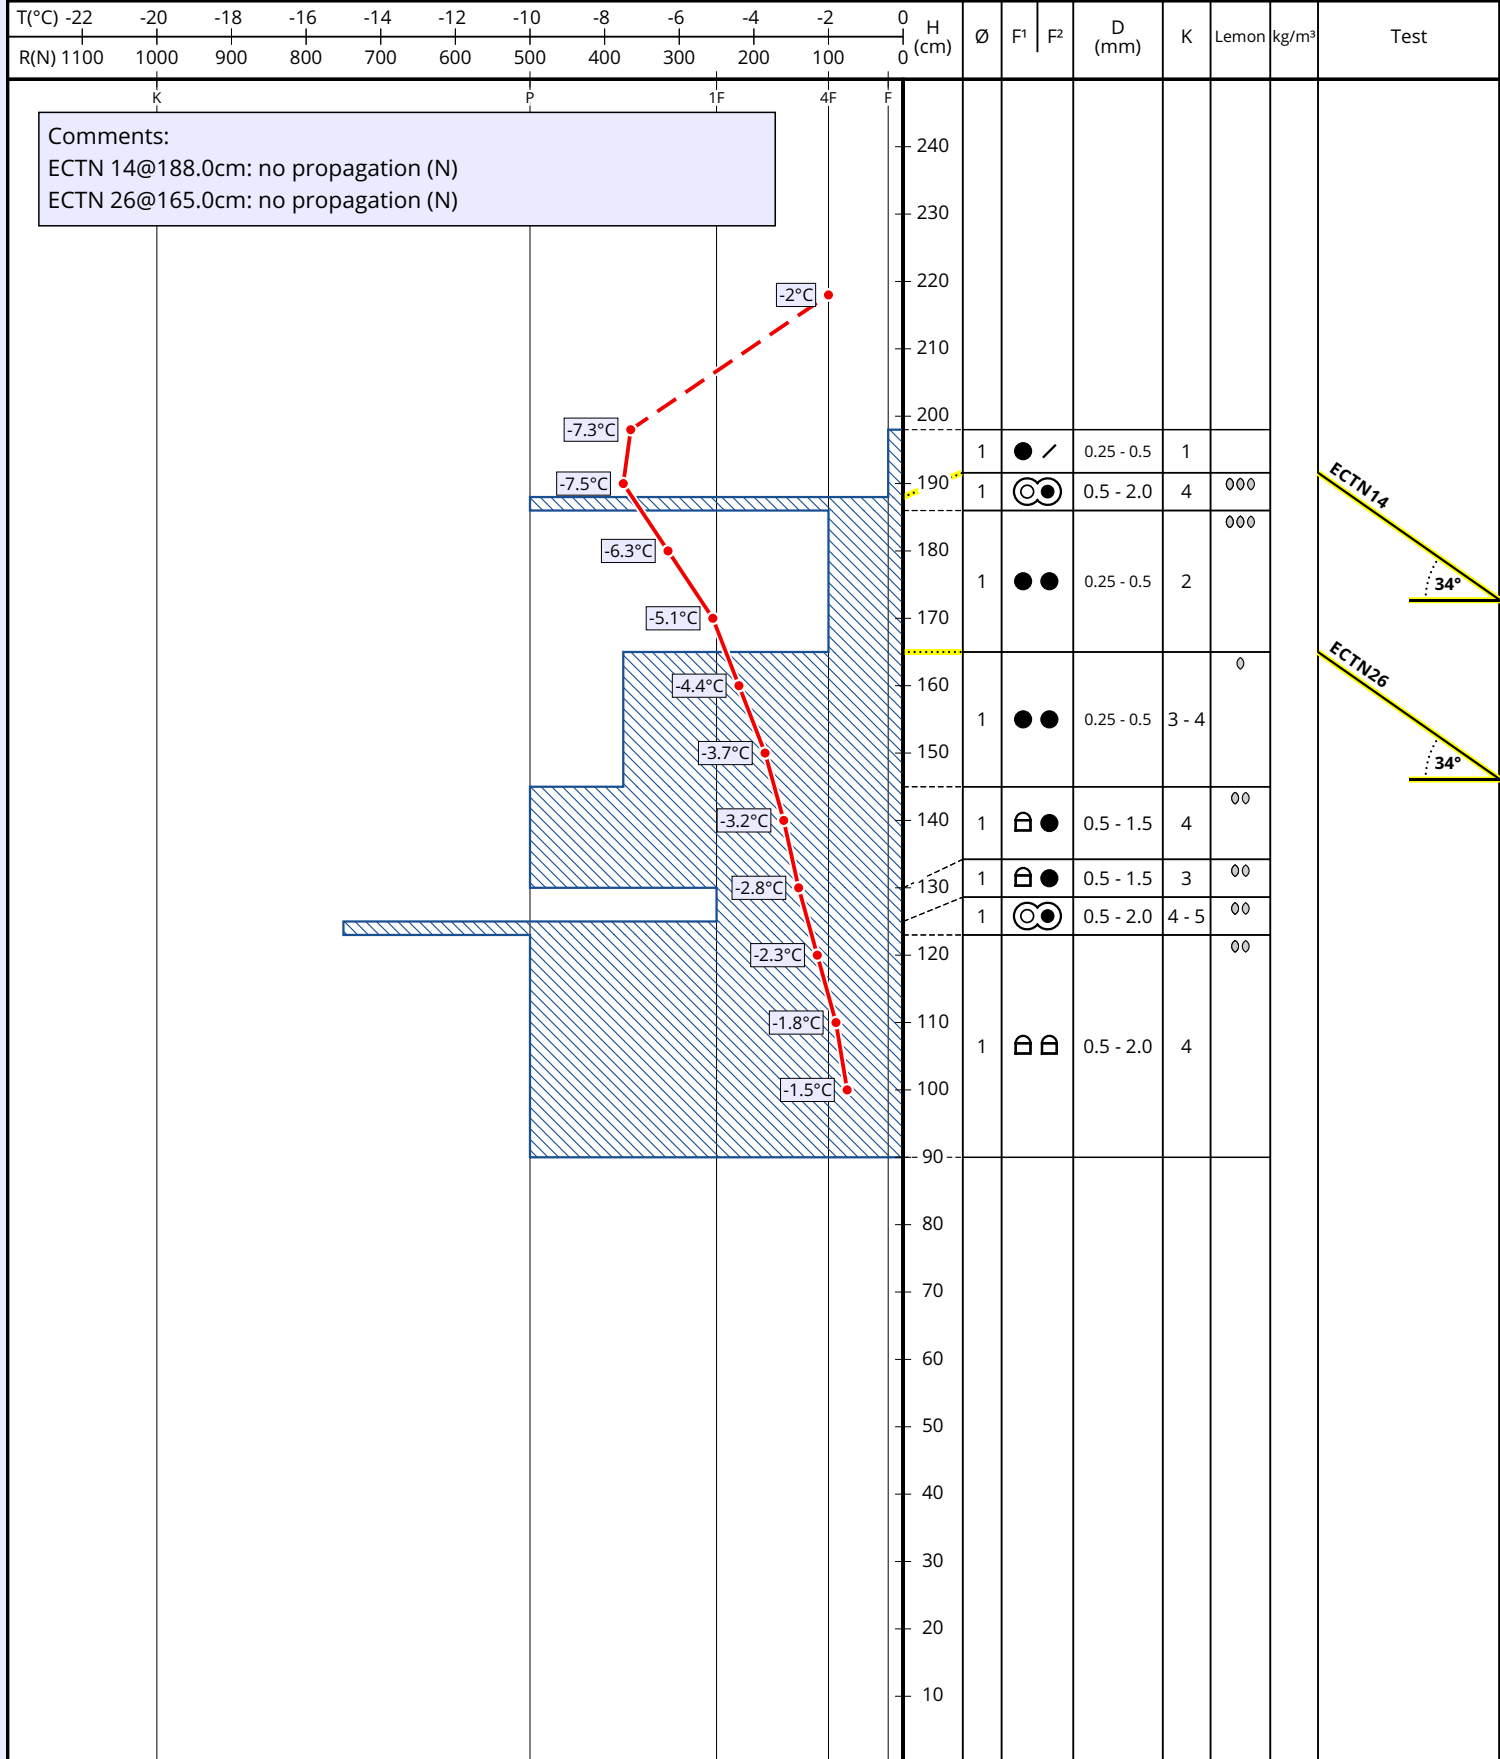 T(°C) -22 -20 -18 -16 -14 -12 -10 -8 -6 -4 -2 0
R(N) 1100 1000 900 800 700 600 500 400 300 200 100 0
H (cm) Ø F¹ F² D (mm) K Lemon kg/m³ Test
K P 1F 4F F
Comments:
ECTN 14@188.0cm: no propagation (N)
ECTN 26@165.0cm: no propagation (N)
240
230
220
-2°C
210
200
-7.3°C
1 0.25 - 0.5 1
190
-7.5°C
1 0.5 - 2.0 4
ECTN14
180
-6.3°C
1 0.25 - 0.5 2
34°
170
-5.1°C
160
-4.4°C
ECTN26
1 0.25 - 0.5 3 - 4
150
-3.7°C
34°
140
-3.2°C
1 0.5 - 1.5 4
130
-2.8°C
1 0.5 - 1.5 3
1 0.5 - 2.0 4 - 5
120
-2.3°C
110
-1.8°C
1 0.5 - 2.0 4
100
-1.5°C
90
80
70
60
50
40
30
20
10